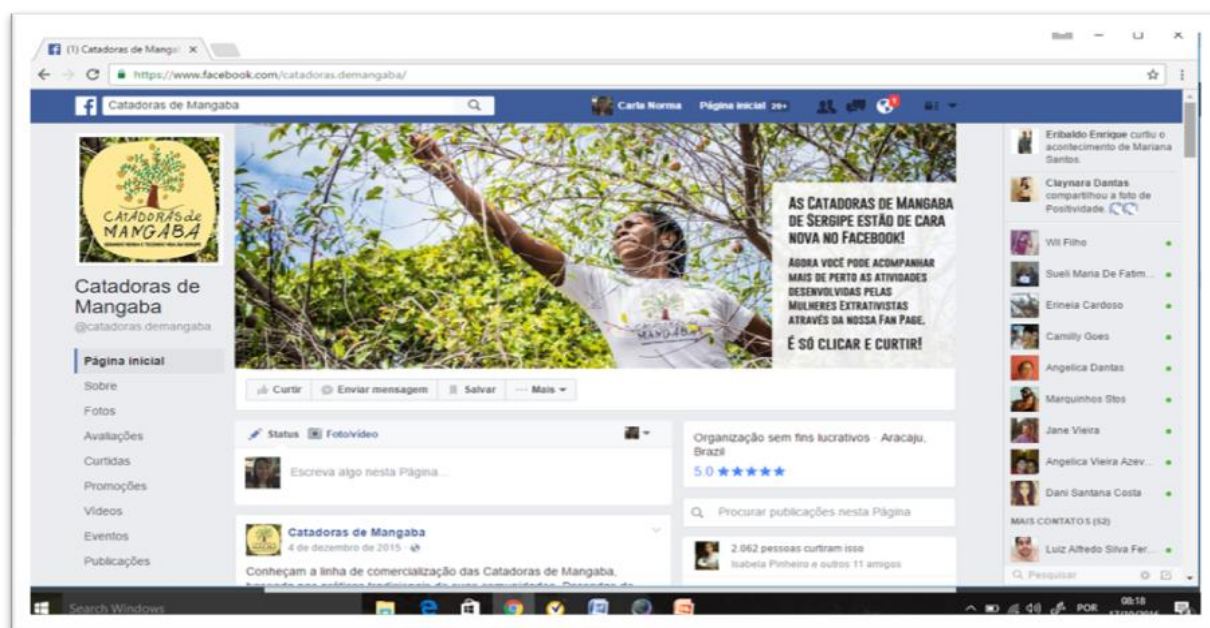 (1) Catadoras de Manga
https://www.facebook.com/catadoras.demangaba/
Catadoras de Mangaba
Carla Norma
Página inicial 20+
CATADORAS de
MANGABA
Catadoras de
Mangaba
@catadoras.demangaba
Página inicial
Sobre
Fotos
Avaliações
Curtidas
Promoções
Vídeos
Eventos
Publicações
AS CATADORAS DE MANGABA
DE SERGIPE ESTÃO DE CARA
NOVA NO FACEBOOK!
AGORA VOCÊ PODE ACOMPANHAR
MAIS DE PERTO AS ATIVIDADES
DESENVOLVIDAS PELAS
MULHERES EXTRATIVISTAS
ATRAVÉS DA NOSSA FAN PAGE.
É SÓ CLICAR E CURTIR!
Curtir
Enviar mensagem
Salvar
Mais
Status
Foto/vídeo
Escreva algo nesta Página...
Catadoras de Mangaba
4 de dezembro de 2015
Conheçam a linha de comercialização das Catadoras de Mangaba,
Organização sem fins lucrativos · Aracaju,
Brazil
5,0 ★★★★★
Procurar publicações nesta Página
2.062 pessoas curtiram isso
Isabela Pinheiro e outros 11 amigos
Eribaldo Enrique curtiu o
acontecimento de Mariana
Santos.
Claynara Dantas
compartilhou a foto de
Positividade.
Wil Filho
Sueli Maria De Fatim...
Erineia Cardoso
Camilly Goes
Angelica Dantas
Marquinhos Stos
Jane Vieira
Angelica Vieira Azev...
Dani Santana Costa
MAIS CONTATOS (52)
Luiz Alfredo Silva Fer...
Pesquisar
Search Windows
POR
08:18
17/10/2016